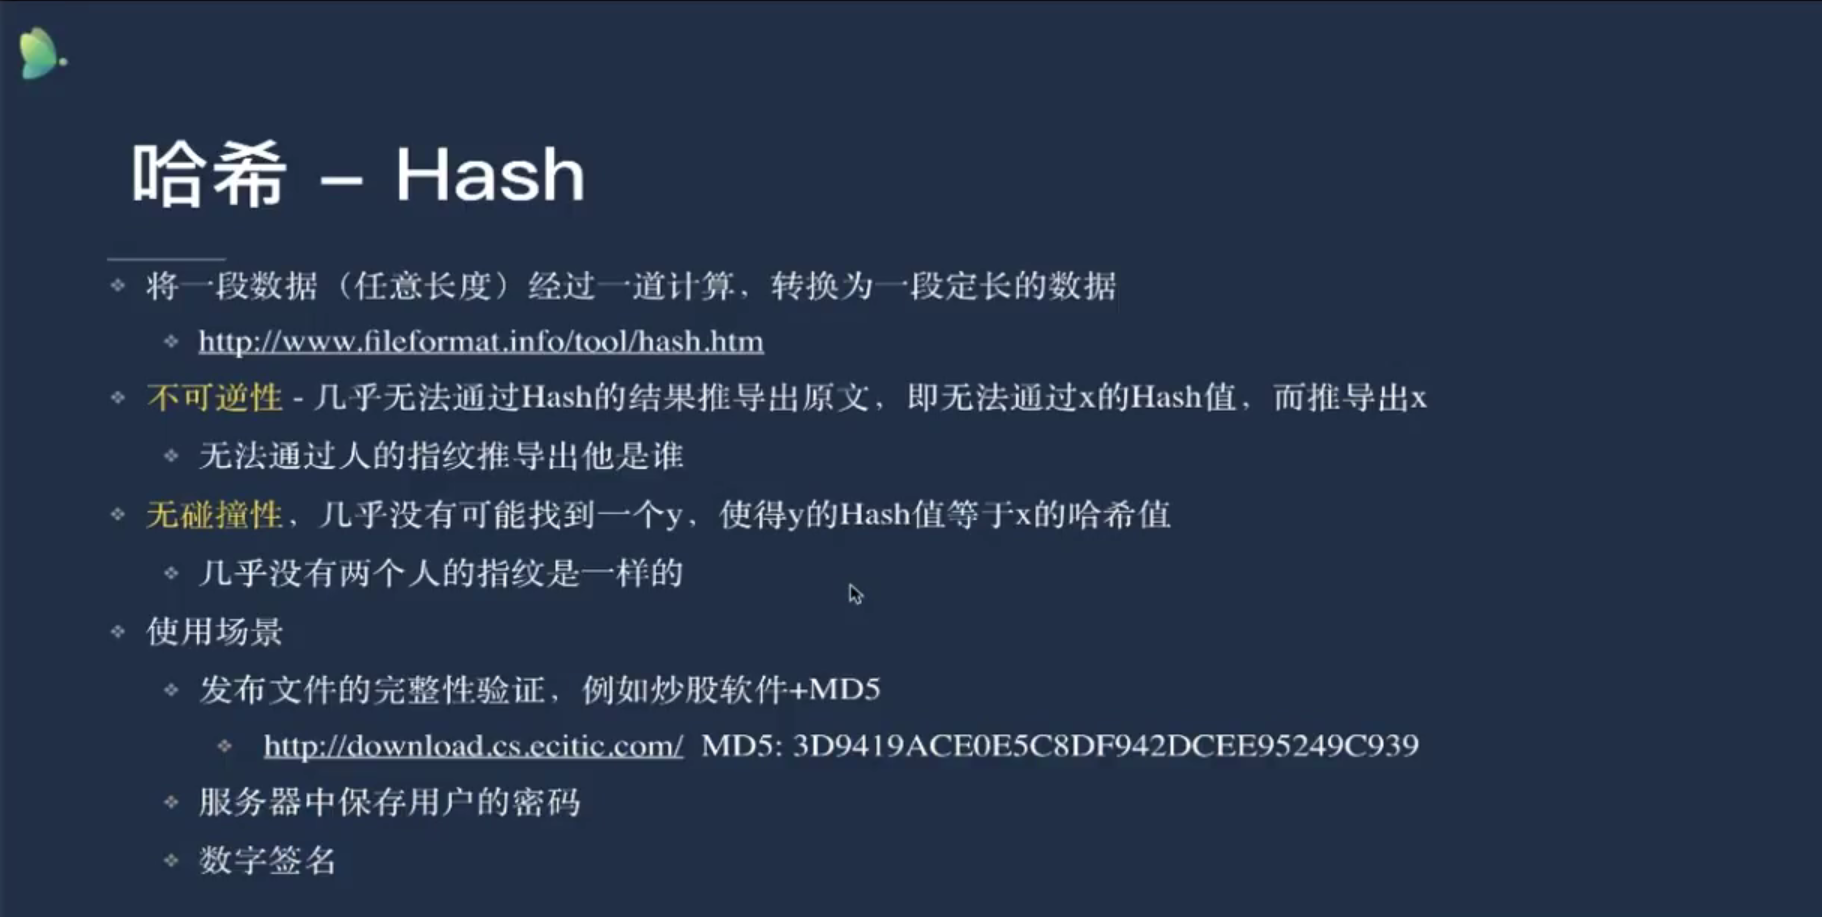 哈希 – Hash
将一段数据（任意长度）经过一道计算，转换为一段定长的数据
http://www.fileformat.info/tool/hash.htm
不可逆性 - 几乎无法通过Hash的结果推导出原文，即无法通过x的Hash值，而推导出x
无法通过人的指纹推导出他是谁
无碰撞性，几乎没有可能找到一个y，使得y的Hash值等于x的哈希值
几乎没有两个人的指纹是一样的
使用场景
发布文件的完整性验证，例如炒股软件+MD5
http://download.cs.ecitic.com/ MD5: 3D9419ACE0E5C8DF942DCEE95249C939
服务器中保存用户的密码
数字签名